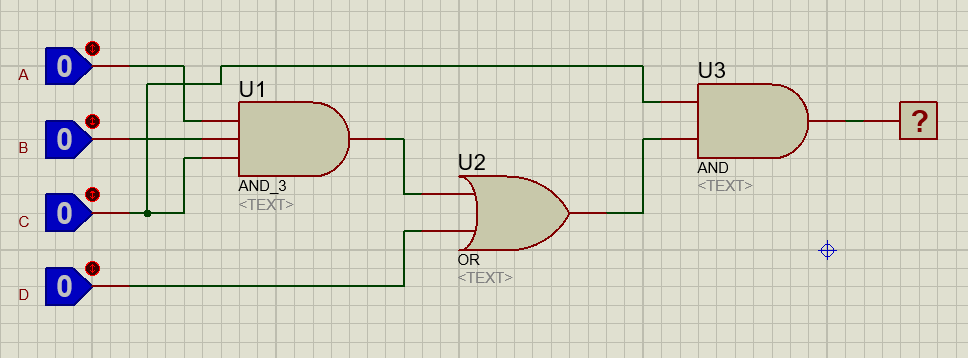 A
0
U1
U3
?
B
0
U2
AND
<TEXT>
AND_3
<TEXT>
C
0
OR
<TEXT>
D
0